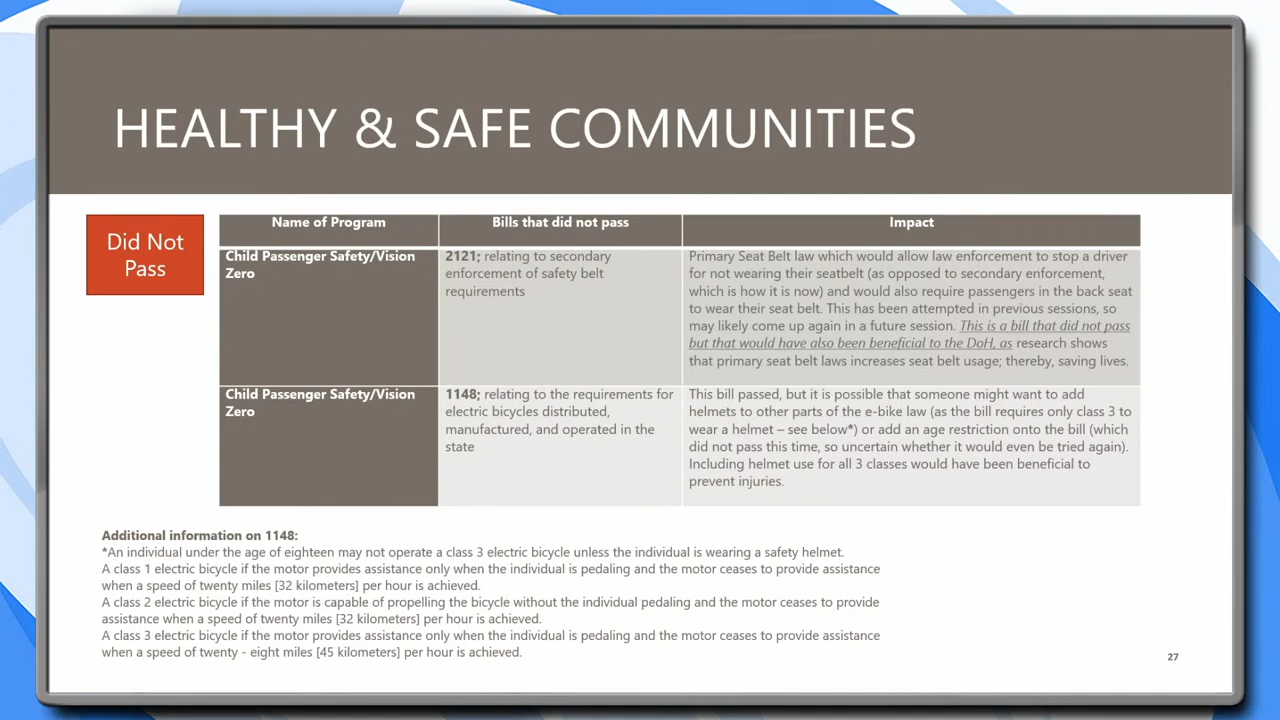 HEALTHY & SAFE COMMUNITIES
Did Not
Pass
Name of Program
Bills that did not pass
Impact
Child Passenger Safety/Vision
Zero
2121; relating to secondary
enforcement of safety belt
requirements
Primary Seat Belt law which would allow law enforcement to stop a driver
for not wearing their seatbelt (as opposed to secondary enforcement,
which is how it is now) and would also require passengers in the back seat
to wear their seat belt. This has been attempted in previous sessions, so
may likely come up again in a future session. This is a bill that did not pass
but that would have also been beneficial to the DoH, as research shows
that primary seat belt laws increases seat belt usage; thereby, saving lives.
Child Passenger Safety/Vision
Zero
1148; relating to the requirements for
electric bicycles distributed,
manufactured, and operated in the
state
This bill passed, but it is possible that someone might want to add
helmets to other parts of the e-bike law (as the bill requires only class 3 to
wear a helmet – see below*) or add an age restriction onto the bill (which
did not pass this time, so uncertain whether it would even be tried again).
Including helmet use for all 3 classes would have been beneficial to
prevent injuries.
Additional information on 1148:
*An individual under the age of eighteen may not operate a class 3 electric bicycle unless the individual is wearing a safety helmet.
A class 1 electric bicycle if the motor provides assistance only when the individual is pedaling and the motor ceases to provide assistance
when a speed of twenty miles [32 kilometers] per hour is achieved.
A class 2 electric bicycle if the motor is capable of propelling the bicycle without the individual pedaling and the motor ceases to provide
assistance when a speed of twenty miles [32 kilometers] per hour is achieved.
A class 3 electric bicycle if the motor provides assistance only when the individual is pedaling and the motor ceases to provide assistance
when a speed of twenty - eight miles [45 kilometers] per hour is achieved.
27